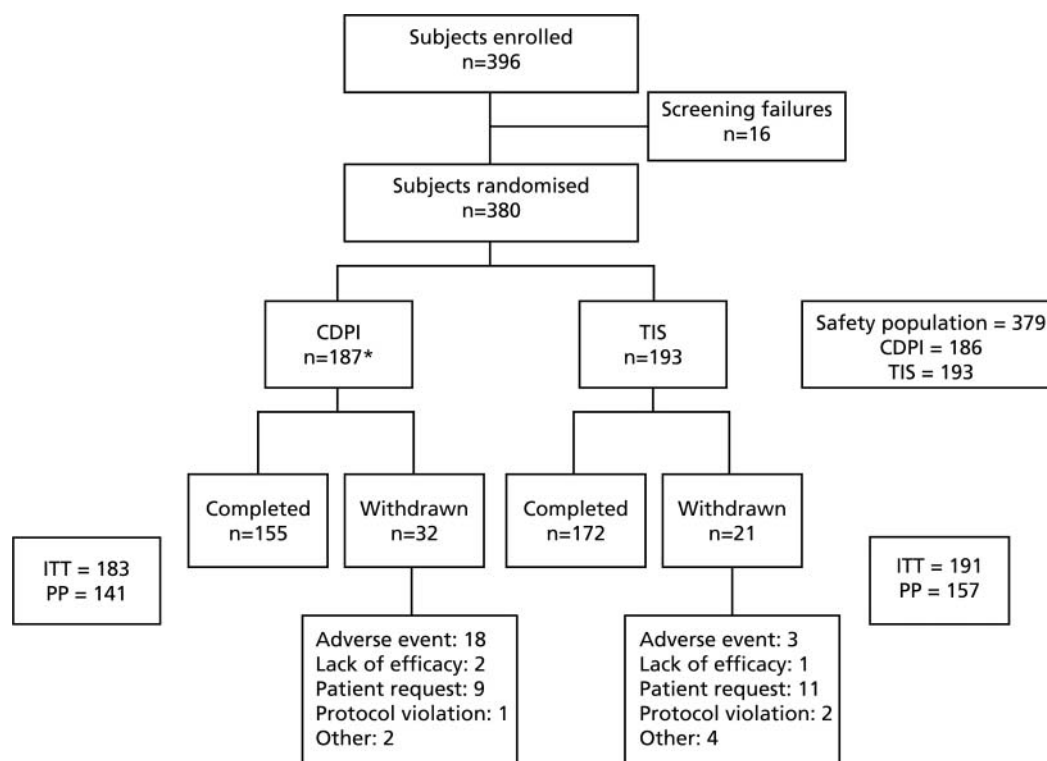 Subjects enrolled
n=396
Screening failures
n=16
Subjects randomised
n=380
CDPI
n=187*
TIS
n=193
Safety population = 379
CDPI = 186
TIS = 193
Completed
n=155
Withdrawn
n=32
Completed
n=172
Withdrawn
n=21
ITT = 183
PP = 141
ITT = 191
PP = 157
Adverse event: 18
Lack of efficacy: 2
Patient request: 9
Protocol violation: 1
Other: 2
Adverse event: 3
Lack of efficacy: 1
Patient request: 11
Protocol violation: 2
Other: 4